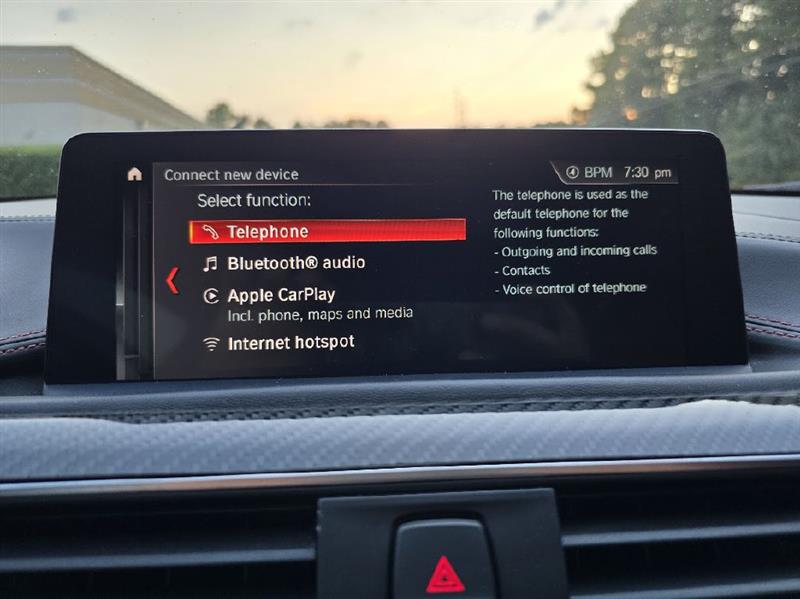 Connect new device
BPM 7:30 pm
Select function:
Telephone
Bluetooth® audio
Apple CarPlay
Incl. phone, maps and media
Internet hotspot
The telephone is used as the
default telephone for the
following functions:
- Outgoing and incoming calls
- Contacts
- Voice control of telephone